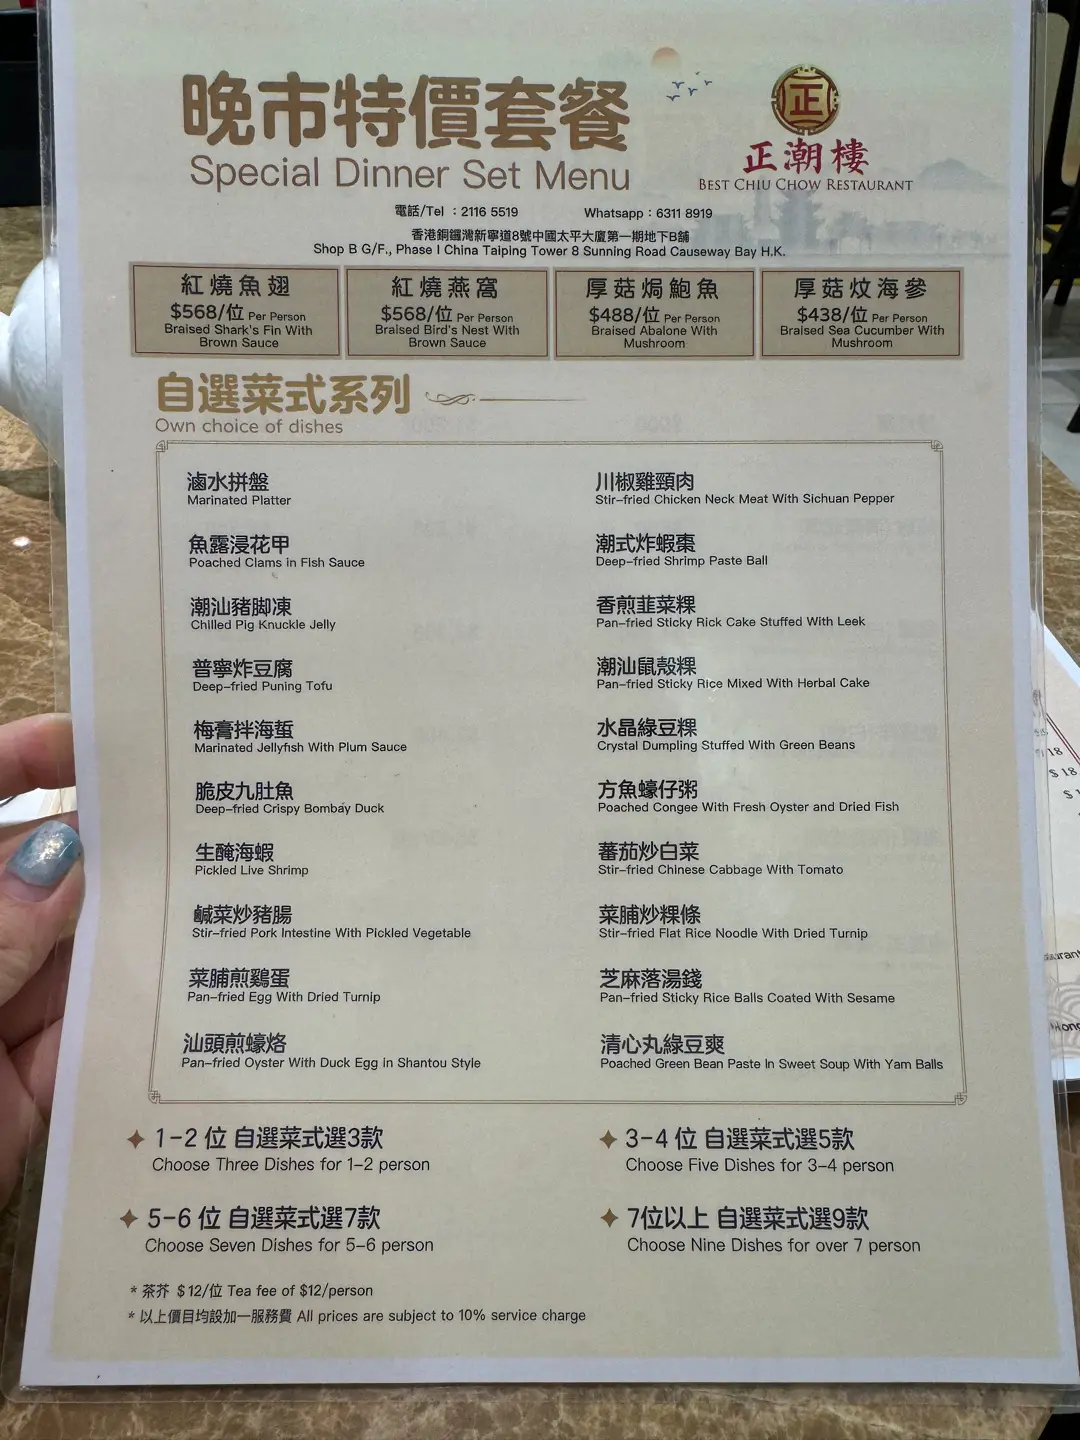 晚市特價套餐
Special Dinner Set Menu
正
正潮樓
BEST CHIU CHOW RESTAURANT
電話/Tel : 2116 5519 Whatsapp : 6311 8919
香港銅鑼灣新寧道8號中國太平大廈第一期地下B舖
Shop B G/F., Phase I China Taiping Tower 8 Sunning Road Causeway Bay H.K.
紅燒魚翅
$568/位 Per Person
Braised Shark's Fin With
Brown Sauce
紅燒燕窩
$568/位 Per Person
Braised Bird's Nest With
Brown Sauce
厚菇焗鮑魚
$488/位 Per Person
Braised Abalone With
Mushroom
厚菇炆海參
$438/位 Per Person
Braised Sea Cucumber With
Mushroom
自選菜式系列
Own choice of dishes
滷水拼盤
Marinated Platter
魚露浸花甲
Poached Clams in Fish Sauce
潮汕豬脚凍
Chilled Pig Knuckle Jelly
普寧炸豆腐
Deep-fried Puning Tofu
梅膏拌海蜇
Marinated Jellyfish With Plum Sauce
脆皮九肚魚
Deep-fried Crispy Bombay Duck
生醃海蝦
Pickled Live Shrimp
鹹菜炒豬腸
Stir-fried Pork Intestine With Pickled Vegetable
菜脯煎鷄蛋
Pan-fried Egg With Dried Turnip
汕頭煎蠔烙
Pan-fried Oyster With Duck Egg in Shantou Style
川椒雞頸肉
Stir-fried Chicken Neck Meat With Sichuan Pepper
潮式炸蝦棗
Deep-fried Shrimp Paste Ball
香煎韮菜粿
Pan-fried Sticky Rick Cake Stuffed With Leek
潮汕鼠殼粿
Pan-fried Sticky Rice Mixed With Herbal Cake
水晶綠豆粿
Crystal Dumpling Stuffed With Green Beans
方魚蠔仔粥
Poached Congee With Fresh Oyster and Dried Fish
蕃茄炒白菜
Stir-fried Chinese Cabbage With Tomato
菜脯炒粿條
Stir-fried Flat Rice Noodle With Dried Turnip
芝麻落湯錢
Pan-fried Sticky Rice Balls Coated With Sesame
清心丸綠豆爽
Poached Green Bean Paste In Sweet Soup With Yam Balls
1-2 位 自選菜式選3款
Choose Three Dishes for 1-2 person
3-4 位 自選菜式選5款
Choose Five Dishes for 3-4 person
5-6 位 自選菜式選7款
Choose Seven Dishes for 5-6 person
7位以上 自選菜式選9款
Choose Nine Dishes for over 7 person
* 茶芥 $12/位 Tea fee of $12/person
* 以上價目均設加一服務費 All prices are subject to 10% service charge
$ 18